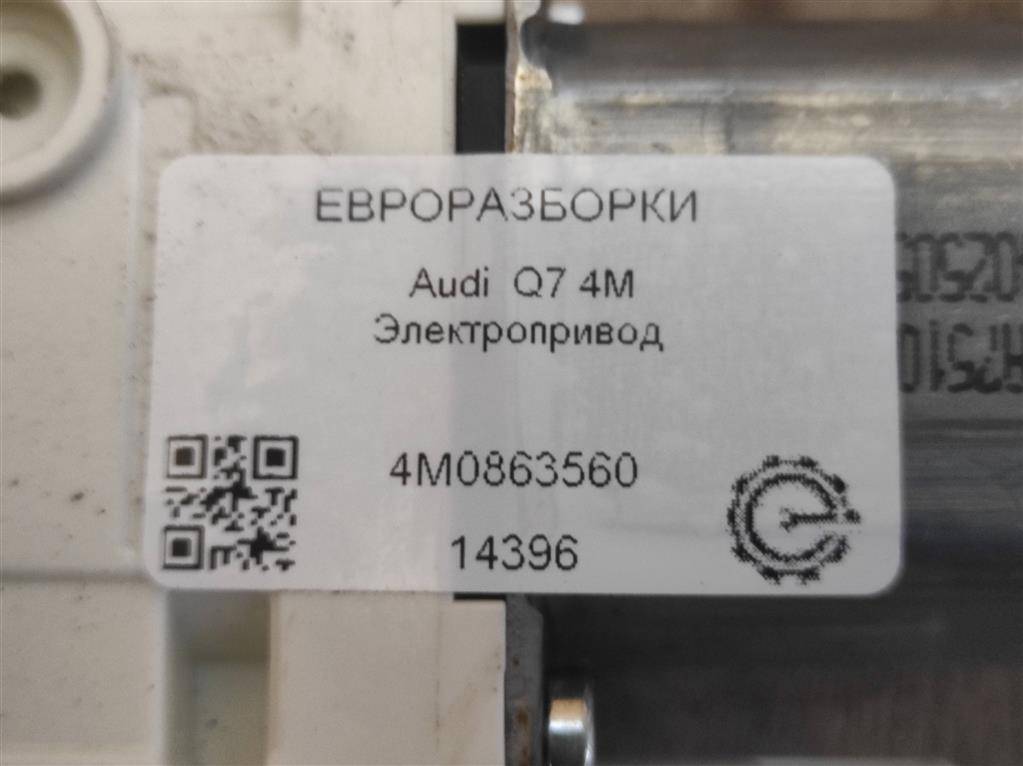 ЕВРОРАЗБОРКИ
Audi Q7 4M
Электропривод
4M0863560
14396